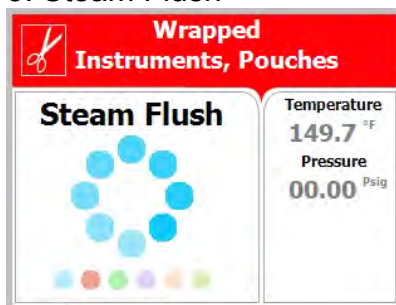 Wrapped
Instruments, Pouches
Steam Flush
Temperature
149.7 °F
Pressure
00.00 Psig